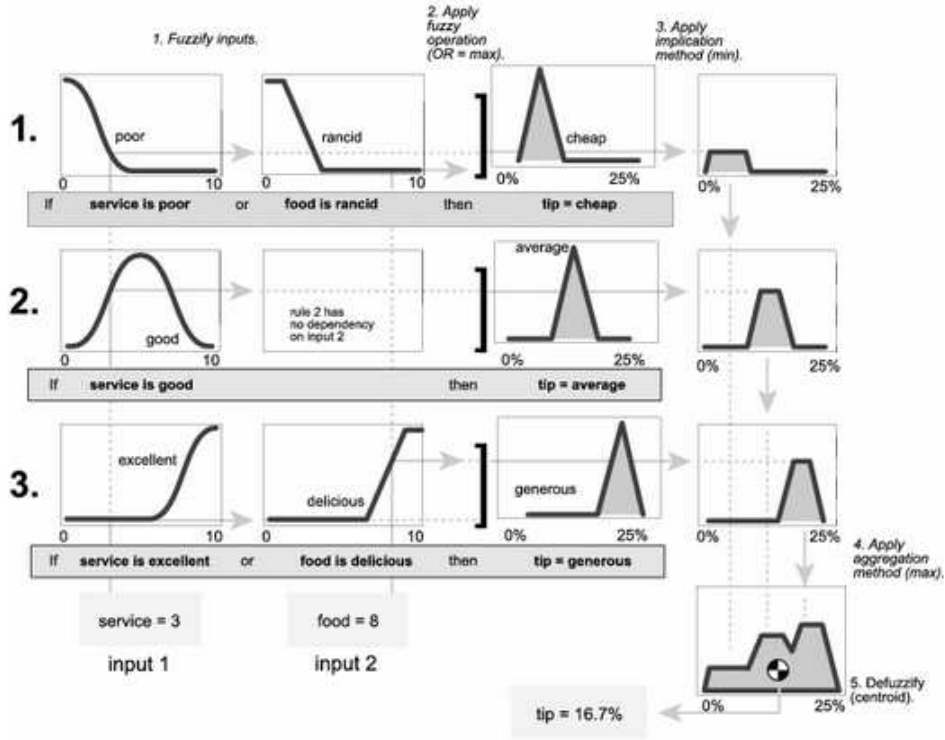 1. Fuzzify inputs.
2. Apply
fuzzy
operation
(OR = max).
3. Apply
implication
method (min).
1.
poor
0
10
rancid
0
10
cheap
0%
25%
0%
25%
If service is poor or food is rancid then tip = cheap
2.
good
0
10
rule 2 has
no dependency
on input 2
average
0%
25%
0%
25%
If service is good then tip = average
3.
excellent
0
10
delicious
0
10
generous
0%
25%
0%
25%
If service is excellent or food is delicious then tip = generous
4. Apply
aggregation
method (max).
service = 3
input 1
food = 8
input 2
0%
25%
5. Defuzzify
(centroid).
tip = 16.7%